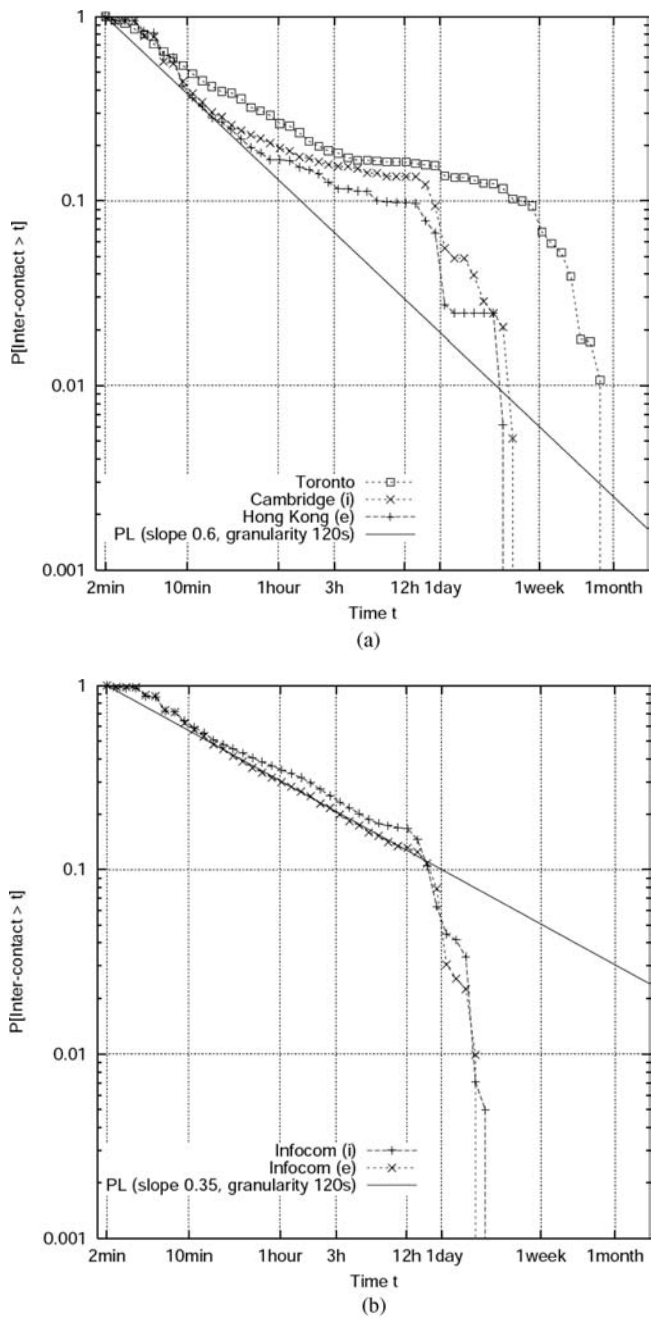 1
0.1
0.01
0.001
P[Inter-contact > t]
Toronto
Cambridge (i)
Hong Kong (e)
PL (slope 0.6, granularity 120s)
2min 10min 1hour 3h 12h 1day 1week 1month
Time t
(a)
1
0.1
0.01
0.001
P[Inter-contact > t]
Infocom (i)
Infocom (e)
PL (slope 0.35, granularity 120s)
2min 10min 1hour 3h 12h 1day 1week 1month
Time t
(b)